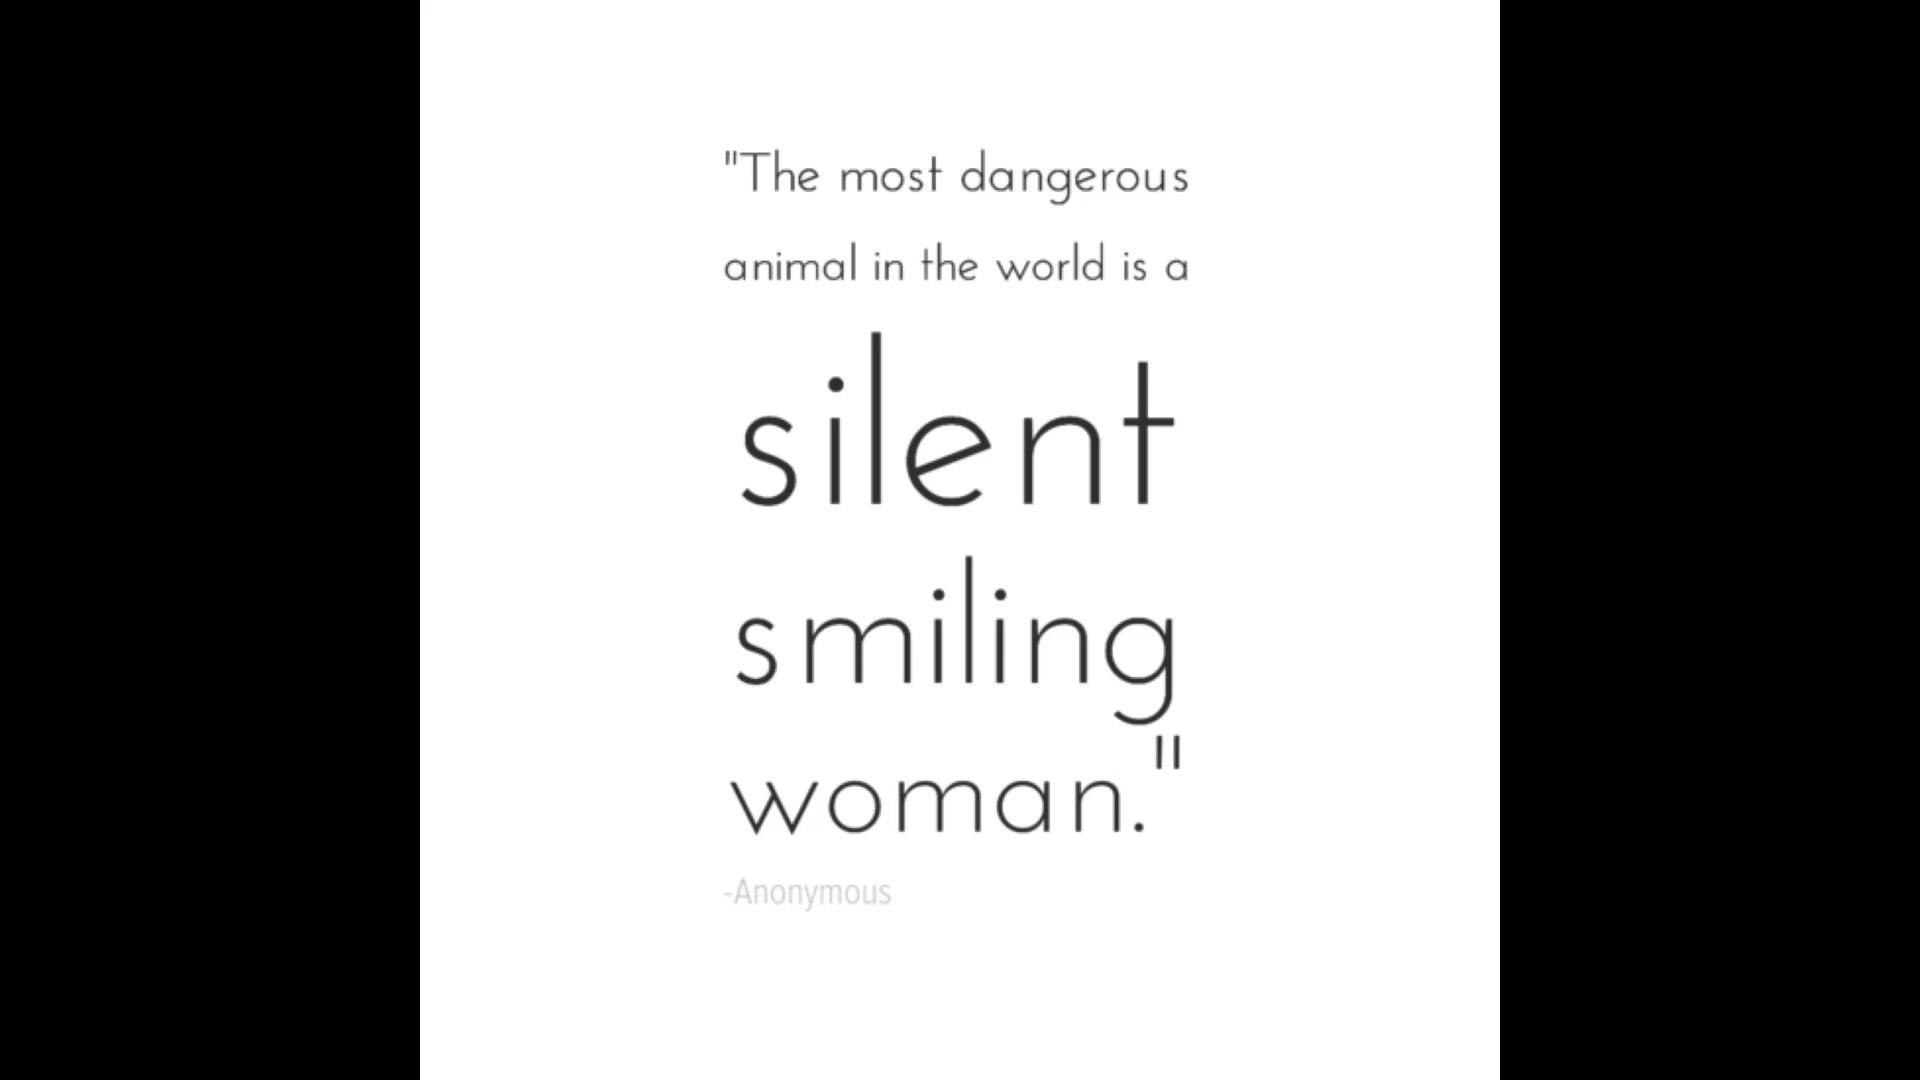 "The most dangerous
animal in the world is a
silent
smiling
woman."
-Anonymous